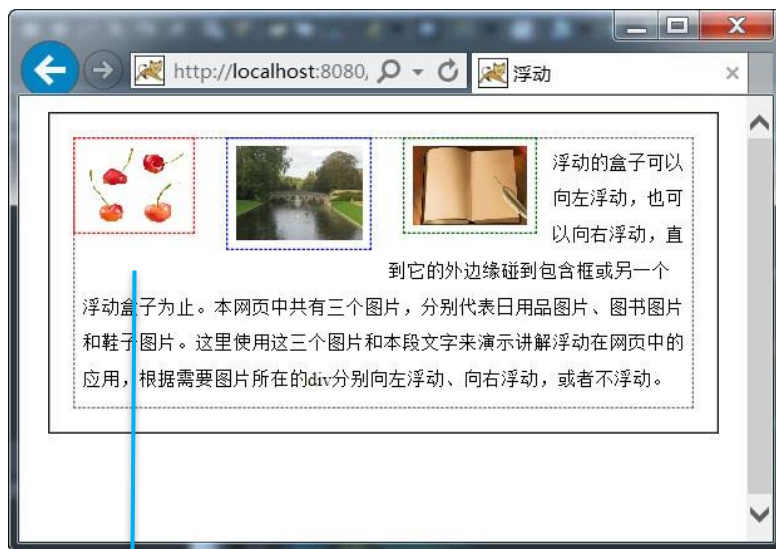 http://localhost:8080,
浮动
浮动的盒子可以
向左浮动，也可
以向右浮动，直
到它的外边缘碰到包含框或另一个
浮动盒子为止。本网页中共有三个图片，分别代表日用品图片、图书图片
和鞋子图片。这里使用这三个图片和本段文字来演示讲解浮动在网页中的
应用，根据需要图片所在的div分别向左浮动、向右浮动，或者不浮动。